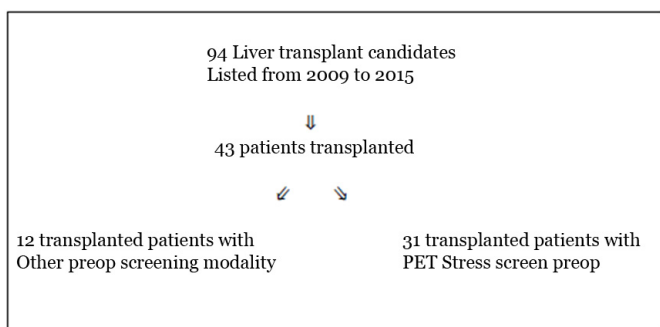 94 Liver transplant candidates
Listed from 2009 to 2015
⇓
43 patients transplanted
⇙ ⇘
12 transplanted patients with
Other preop screening modality
31 transplanted patients with
PET Stress screen preop